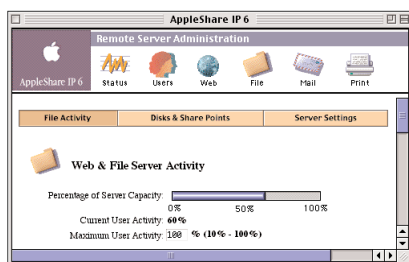 AppleShare IP 6
Remote Server Administration
AppleShare IP 6
Status Users Web File Mail Print
File Activity Disks & Share Points Server Settings
Web & File Server Activity
Percentage of Server Capacity:
0% 50% 100%
Current User Activity: 60%
Maximum User Activity: 100 % (10% - 100%)